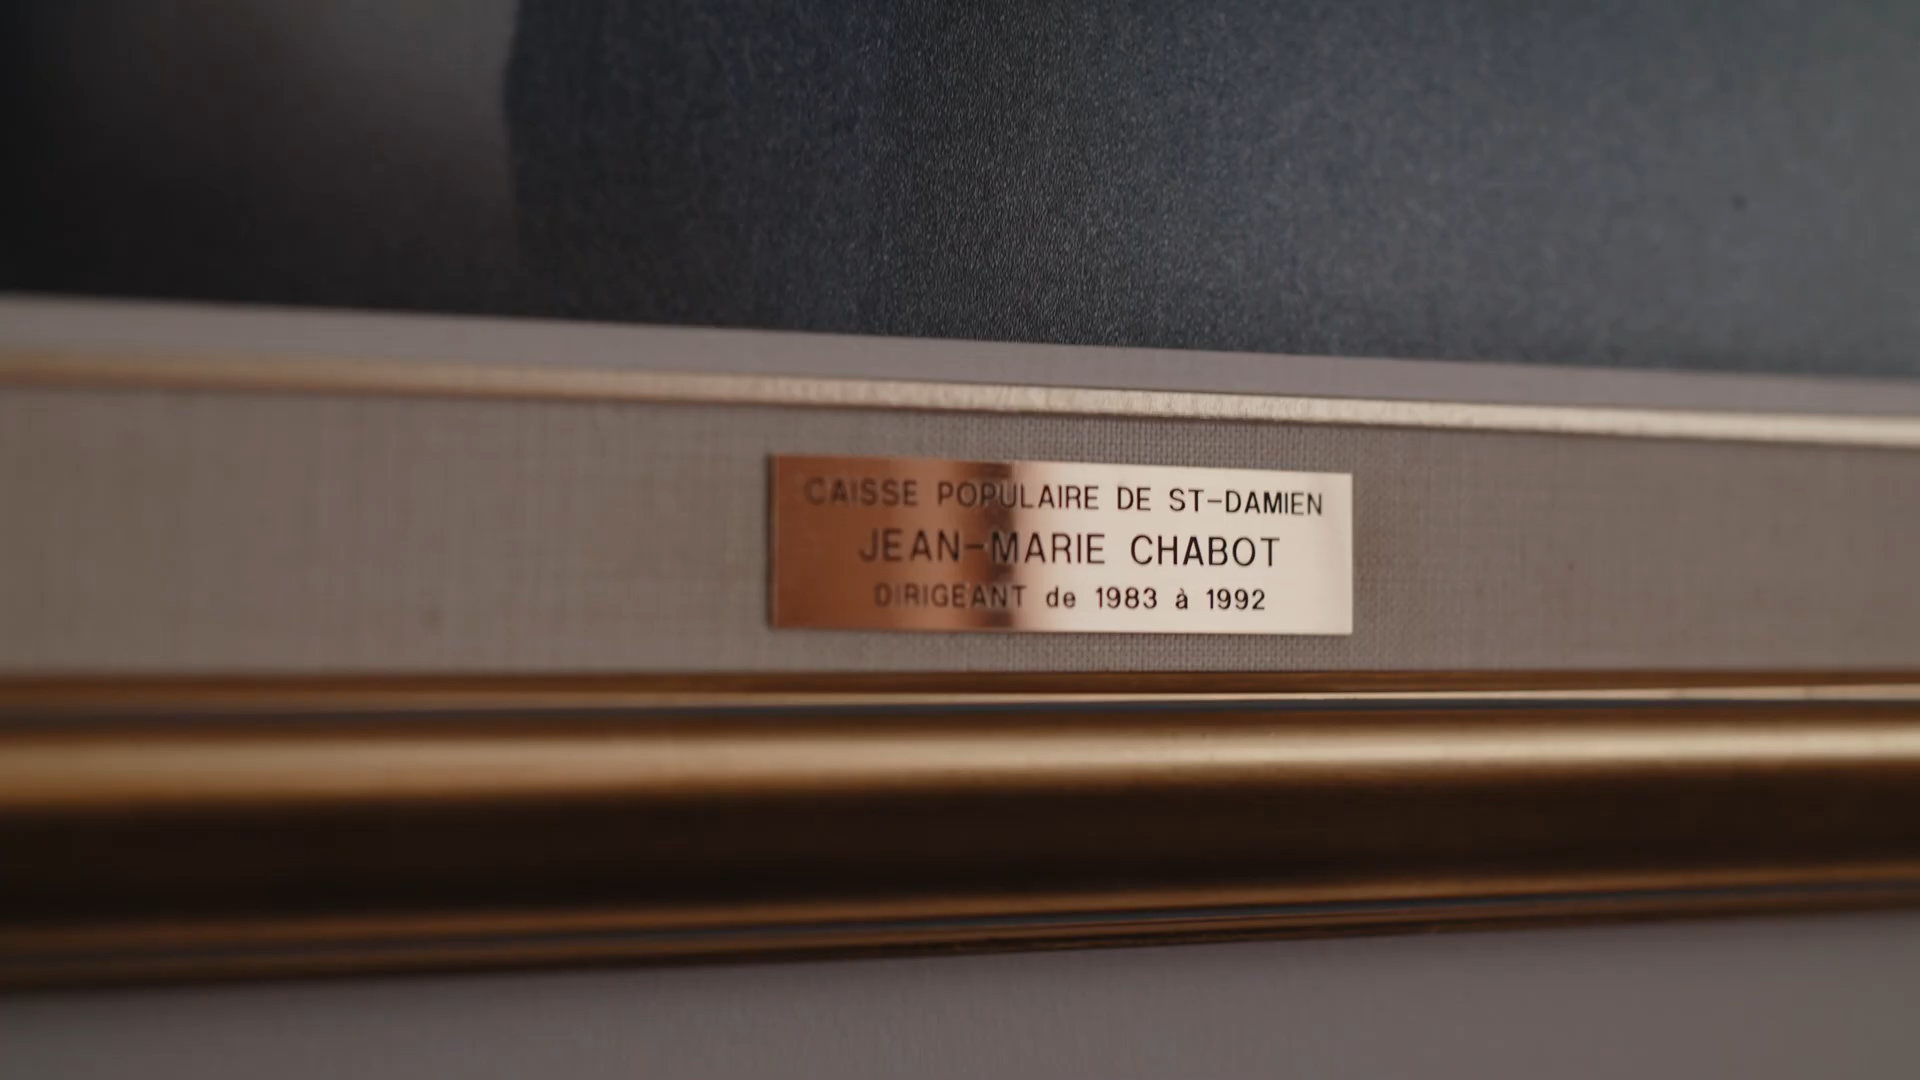 CAISSE POPULAIRE DE ST-DAMIEN
JEAN-MARIE CHABOT
DIRIGEANT de 1983 à 1992